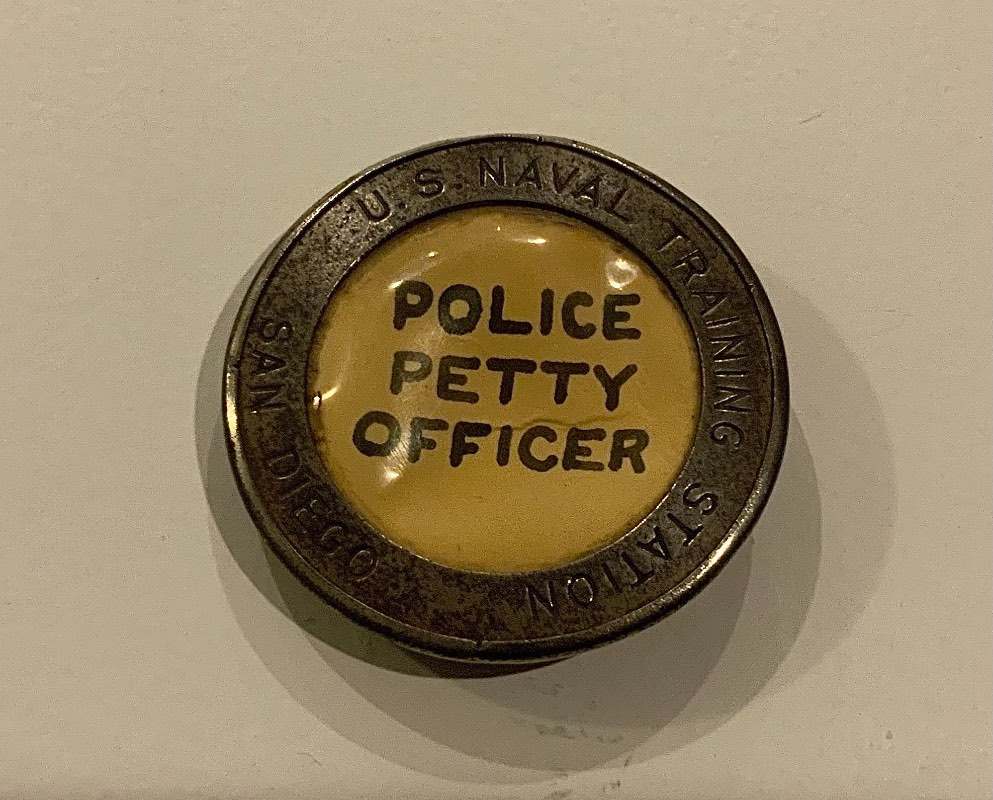 U.S. NAVAL TRAINING STATION
SAN DIEGO
POLICE
PETTY
OFFICER